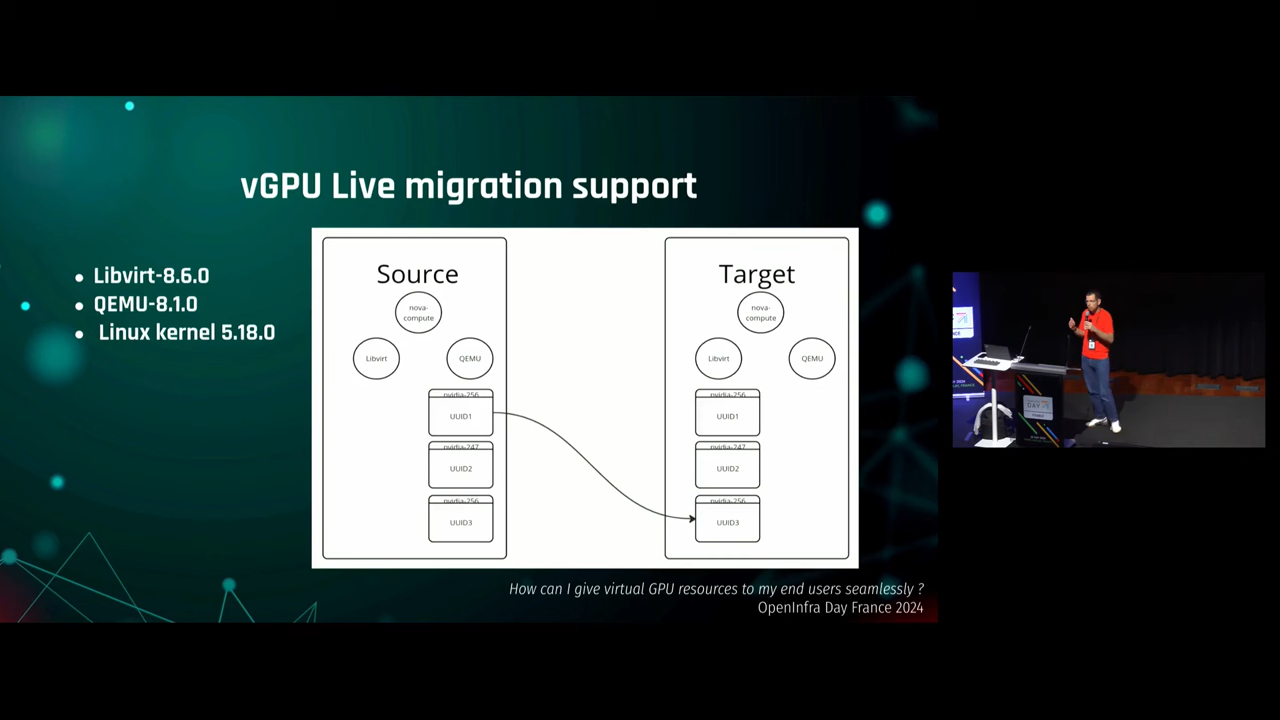 vGPU Live migration support
• Libvirt-8.6.0
• QEMU-8.1.0
• Linux kernel 5.18.0
Source
nova-
compute
Libvirt
QEMU
nvidia-256
UUID1
nvidia-247
UUID2
nvidia-256
UUID3
Target
nova-
compute
Libvirt
QEMU
nvidia-256
UUID1
nvidia-247
UUID2
nvidia-256
UUID3
How can I give virtual GPU resources to my end users seamlessly ?
OpenInfra Day France 2024
DAY